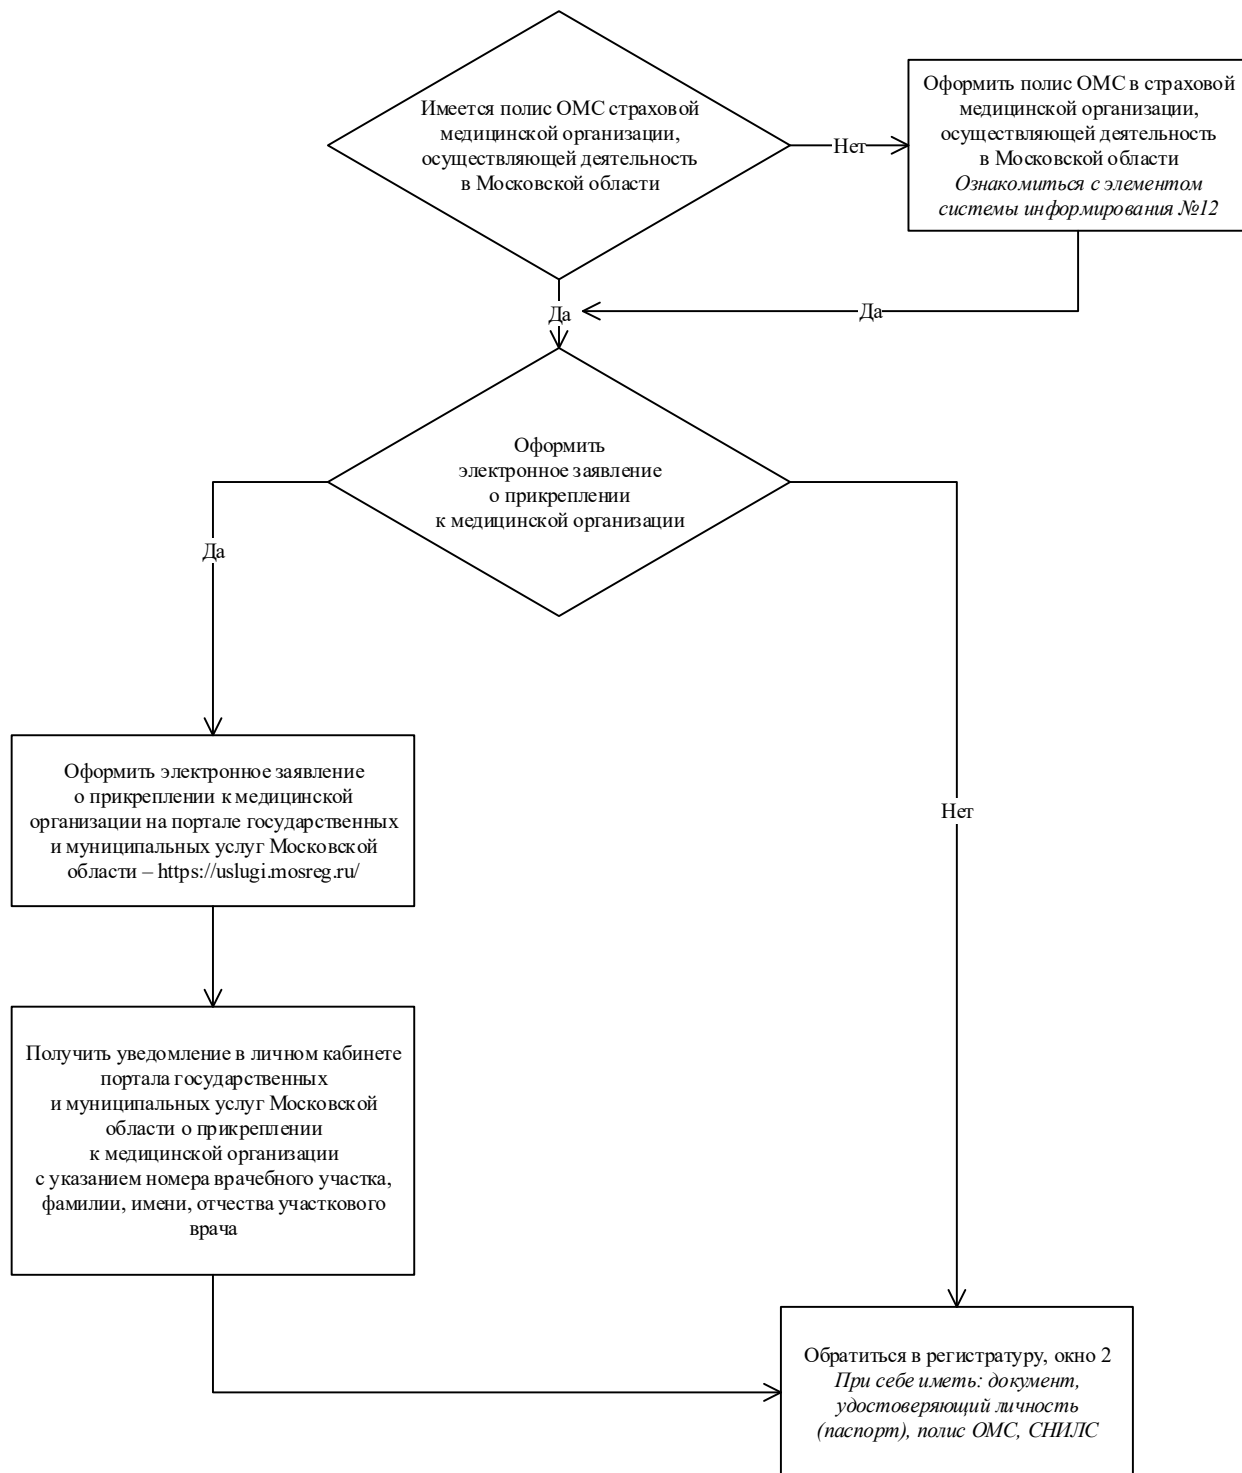 Имеется полис ОМС страховой
медицинской организации,
осуществляющей деятельность
в Московской области
Нет
Оформить полис ОМС в страховой
медицинской организации,
осуществляющей деятельность
в Московской области
Ознакомиться с элементом
системы информирования №12
Да
Да
Оформить
электронное заявление
о прикреплении
к медицинской организации
Да
Нет
Оформить электронное заявление
о прикреплении к медицинской
организации на портале государственных
и муниципальных услуг Московской
области – https://uslugi.mosreg.ru/
Получить уведомление в личном кабинете
портала государственных
и муниципальных услуг Московской
области о прикреплении
к медицинской организации
с указанием номера врачебного участка,
фамилии, имени, отчества участкового
врача
Обратиться в регистратуру, окно 2
При себе иметь: документ,
удостоверяющий личность
(паспорт), полис ОМС, СНИЛС